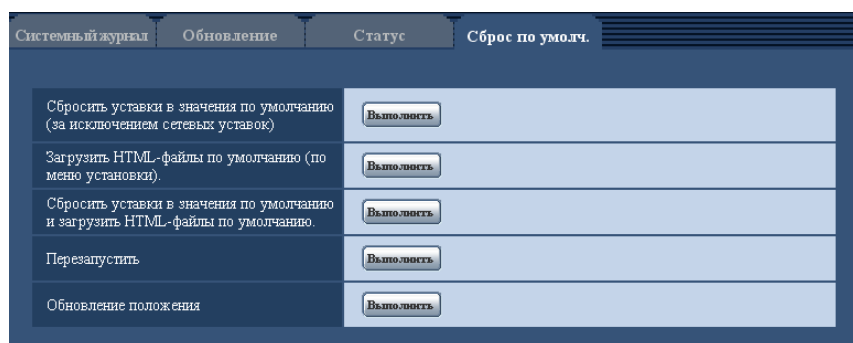 Системный журнал Обновление Статус Сброс по умолч.
Сбросить уставки в значения по умолчанию
(за исключением сетевых уставок)
Выполнить
Загрузить HTML-файлы по умолчанию (по
меню установки).
Выполнить
Сбросить уставки в значения по умолчанию
и загрузить HTML-файлы по умолчанию.
Выполнить
Перезапустить
Выполнить
Обновление положения
Выполнить